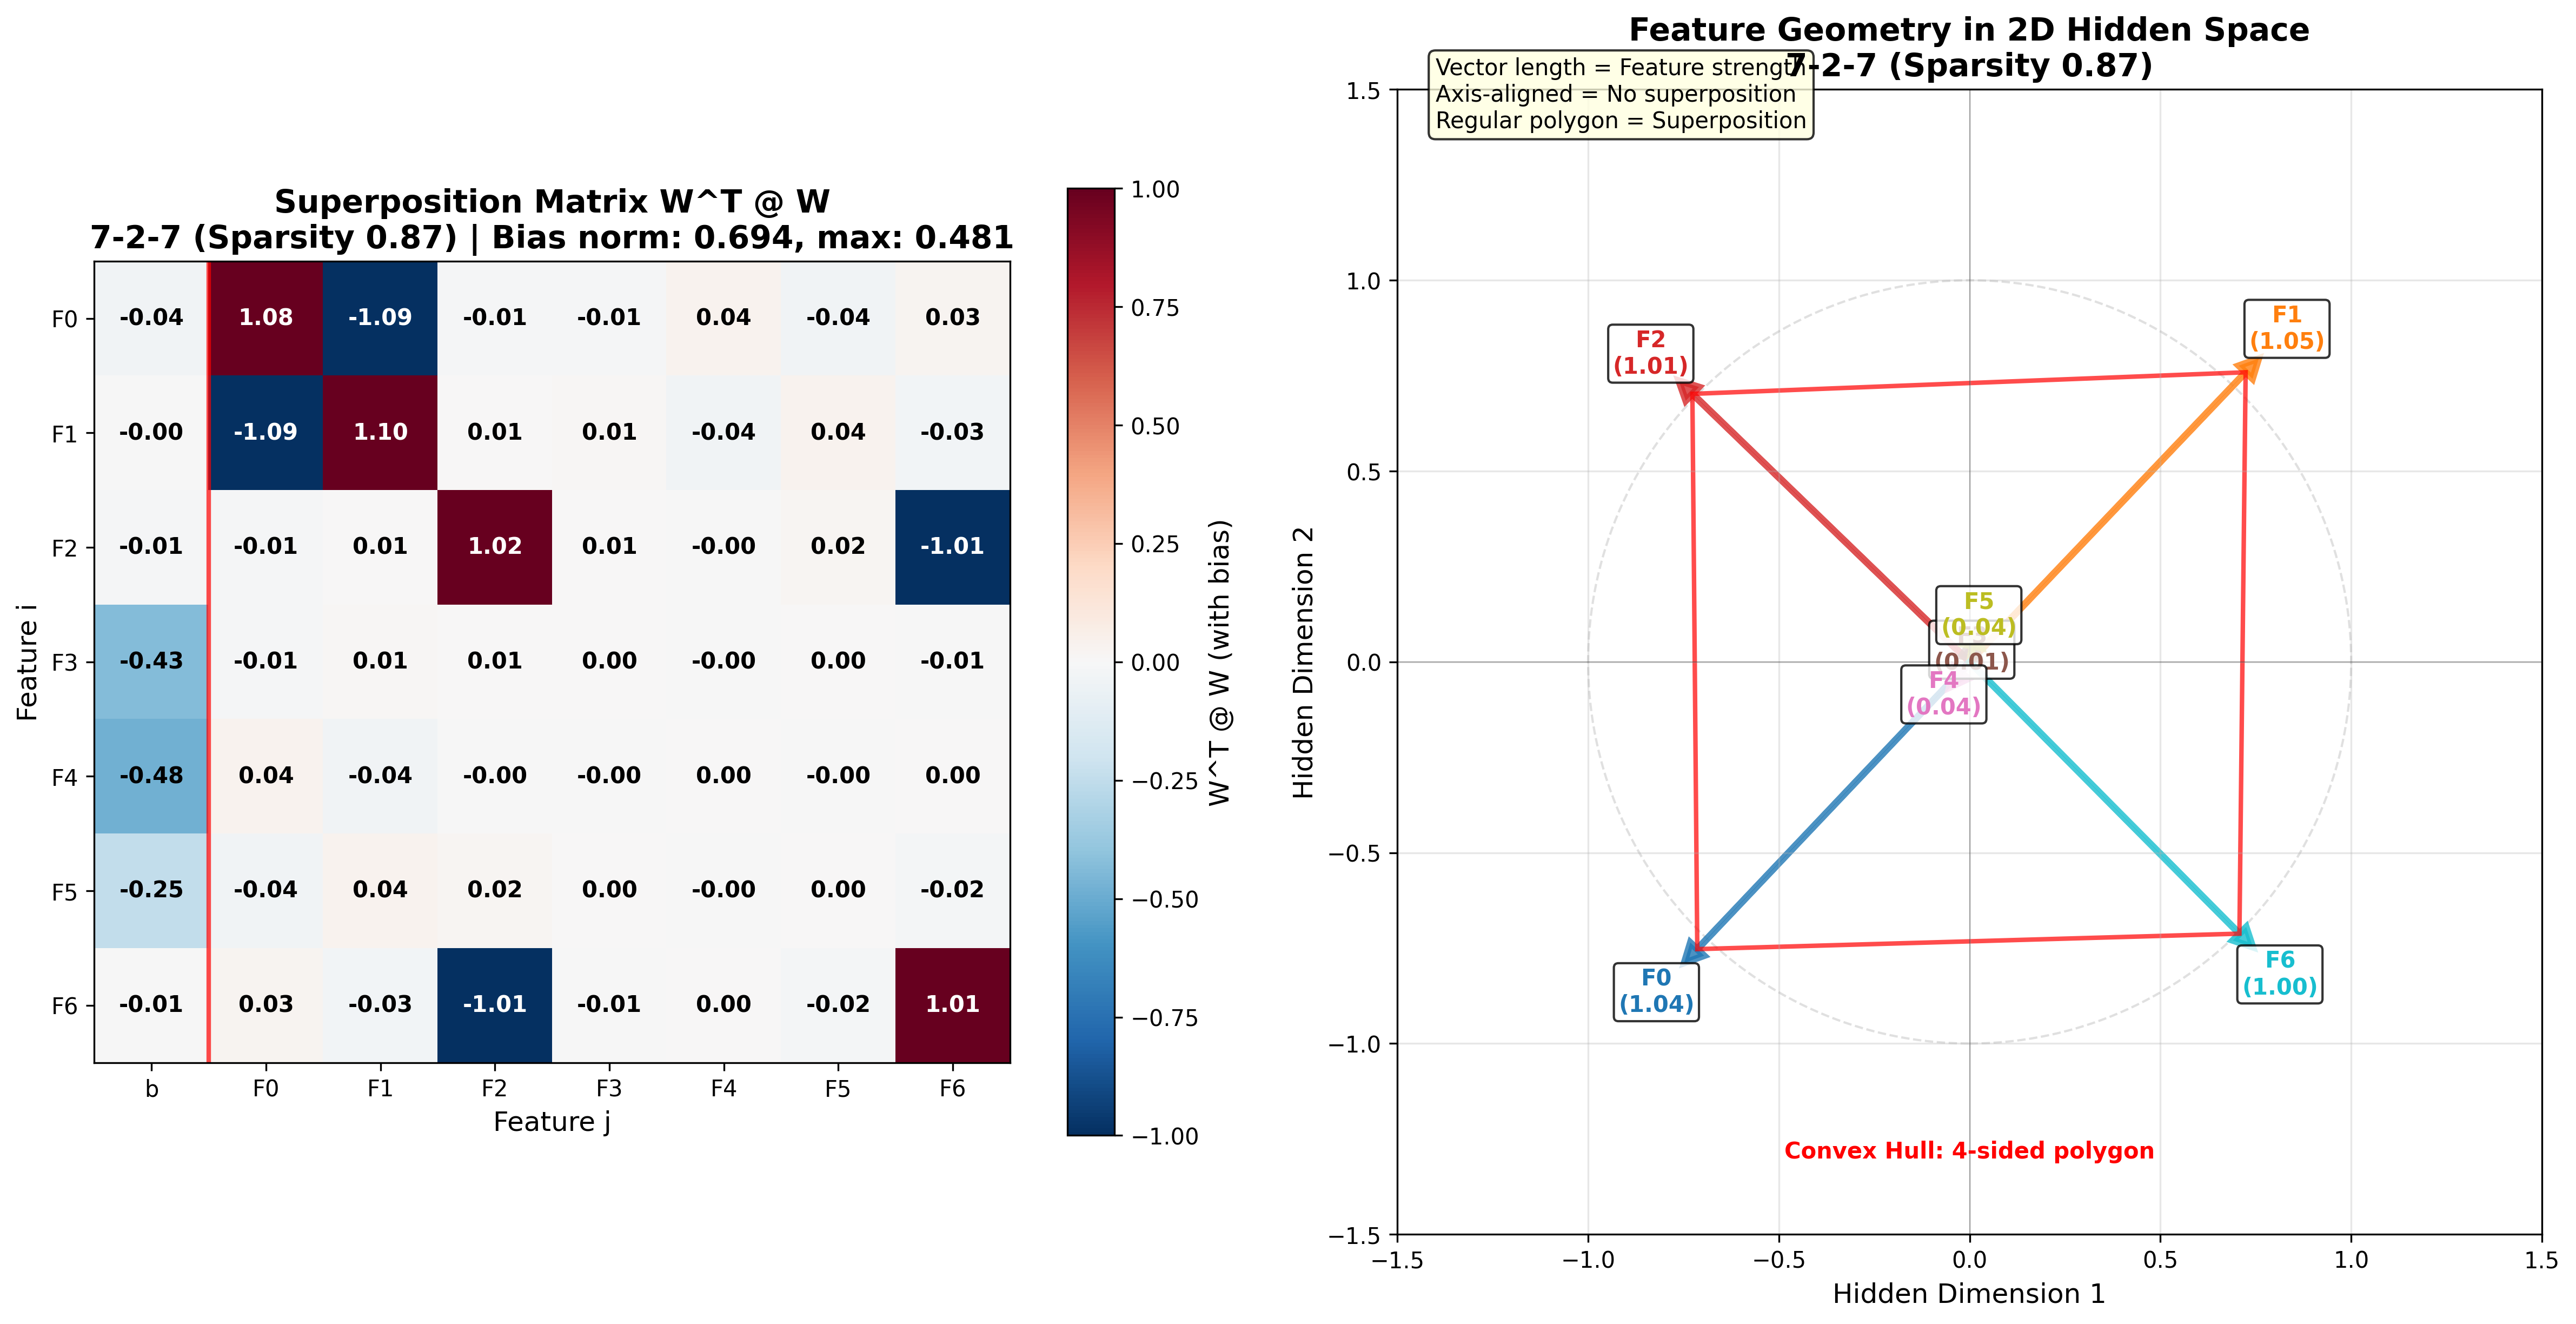 Superposition Matrix W^T @ W
7-2-7 (Sparsity 0.87) | Bias norm: 0.694, max: 0.481
Feature i
F0 -0.04 1.08 -1.09 -0.01 -0.01 0.04 -0.04 0.03
F1 -0.00 -1.09 1.10 0.01 0.01 -0.04 0.04 -0.03
F2 -0.01 -0.01 0.01 1.02 0.01 -0.00 0.02 -1.01
F3 -0.43 -0.01 0.01 0.01 0.00 -0.00 0.00 -0.01
F4 -0.48 0.04 -0.04 -0.00 -0.00 0.00 -0.00 0.00
F5 -0.25 -0.04 0.04 0.02 0.00 -0.00 0.00 -0.02
F6 -0.01 0.03 -0.03 -1.01 -0.01 0.00 -0.02 1.01
b F0 F1 F2 F3 F4 F5 F6
Feature j
1.00
0.75
0.50
0.25
0.00
−0.25
−0.50
−0.75
−1.00
W^T @ W (with bias)
Feature Geometry in 2D Hidden Space
7-2-7 (Sparsity 0.87)
Vector length = Feature strength
Axis-aligned = No superposition
Regular polygon = Superposition
Hidden Dimension 2
1.5
1.0
0.5
0.0
−0.5
−1.0
−1.5
F2
(1.01)
F1
(1.05)
F5
(0.04)
(0.01)
F4
(0.04)
F0
(1.04)
F6
(1.00)
Convex Hull: 4-sided polygon
−1.5 −1.0 −0.5 0.0 0.5 1.0 1.5
Hidden Dimension 1